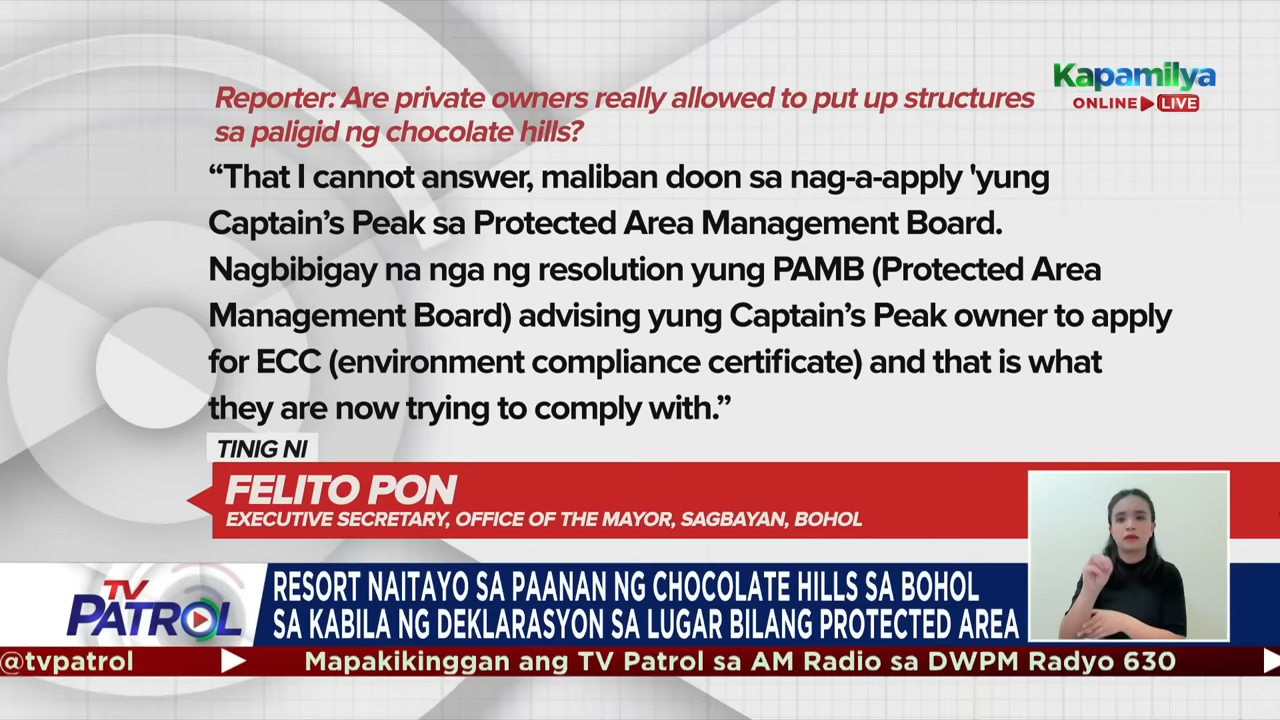 Kapamilya
ONLINE LIVE
Reporter: Are private owners really allowed to put up structures
sa paligid ng chocolate hills?
“That I cannot answer, maliban doon sa nag-a-apply 'yung
Captain’s Peak sa Protected Area Management Board.
Nagbibigay na nga ng resolution yung PAMB (Protected Area
Management Board) advising yung Captain’s Peak owner to apply
for ECC (environment compliance certificate) and that is what
they are now trying to comply with.”
TINIG NI
FELITO PON
EXECUTIVE SECRETARY, OFFICE OF THE MAYOR, SAGBAYAN, BOHOL
TV PATROL
RESORT NAITAYO SA PAANAN NG CHOCOLATE HILLS SA BOHOL
SA KABILA NG DEKLARASYON SA LUGAR BILANG PROTECTED AREA
@tvpatrol Mapakikinggan ang TV Patrol sa AM Radio sa DWPM Radyo 630